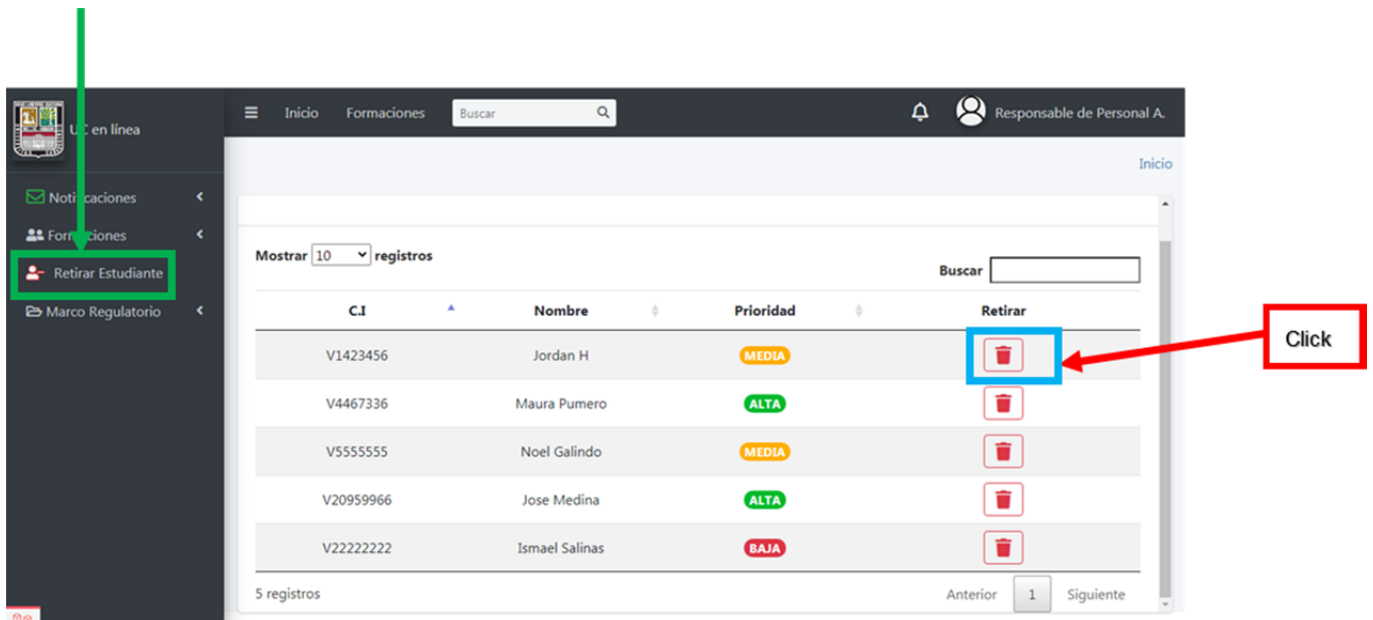 UC en línea
Inicio Formaciones Buscar Responsable de Personal A.
Inicio
Notificaciones
Formaciones
Retirar Estudiante
Marco Regulatorio
Mostrar 10 registros
Buscar
C.I Nombre Prioridad Retirar
V1423456 Jordan H MEDIA
V4467336 Maura Pumero ALTA
V5555555 Noel Galindo MEDIA
V20959966 Jose Medina ALTA
V22222222 Ismael Salinas BAJA
5 registros Anterior 1 Siguiente
Click